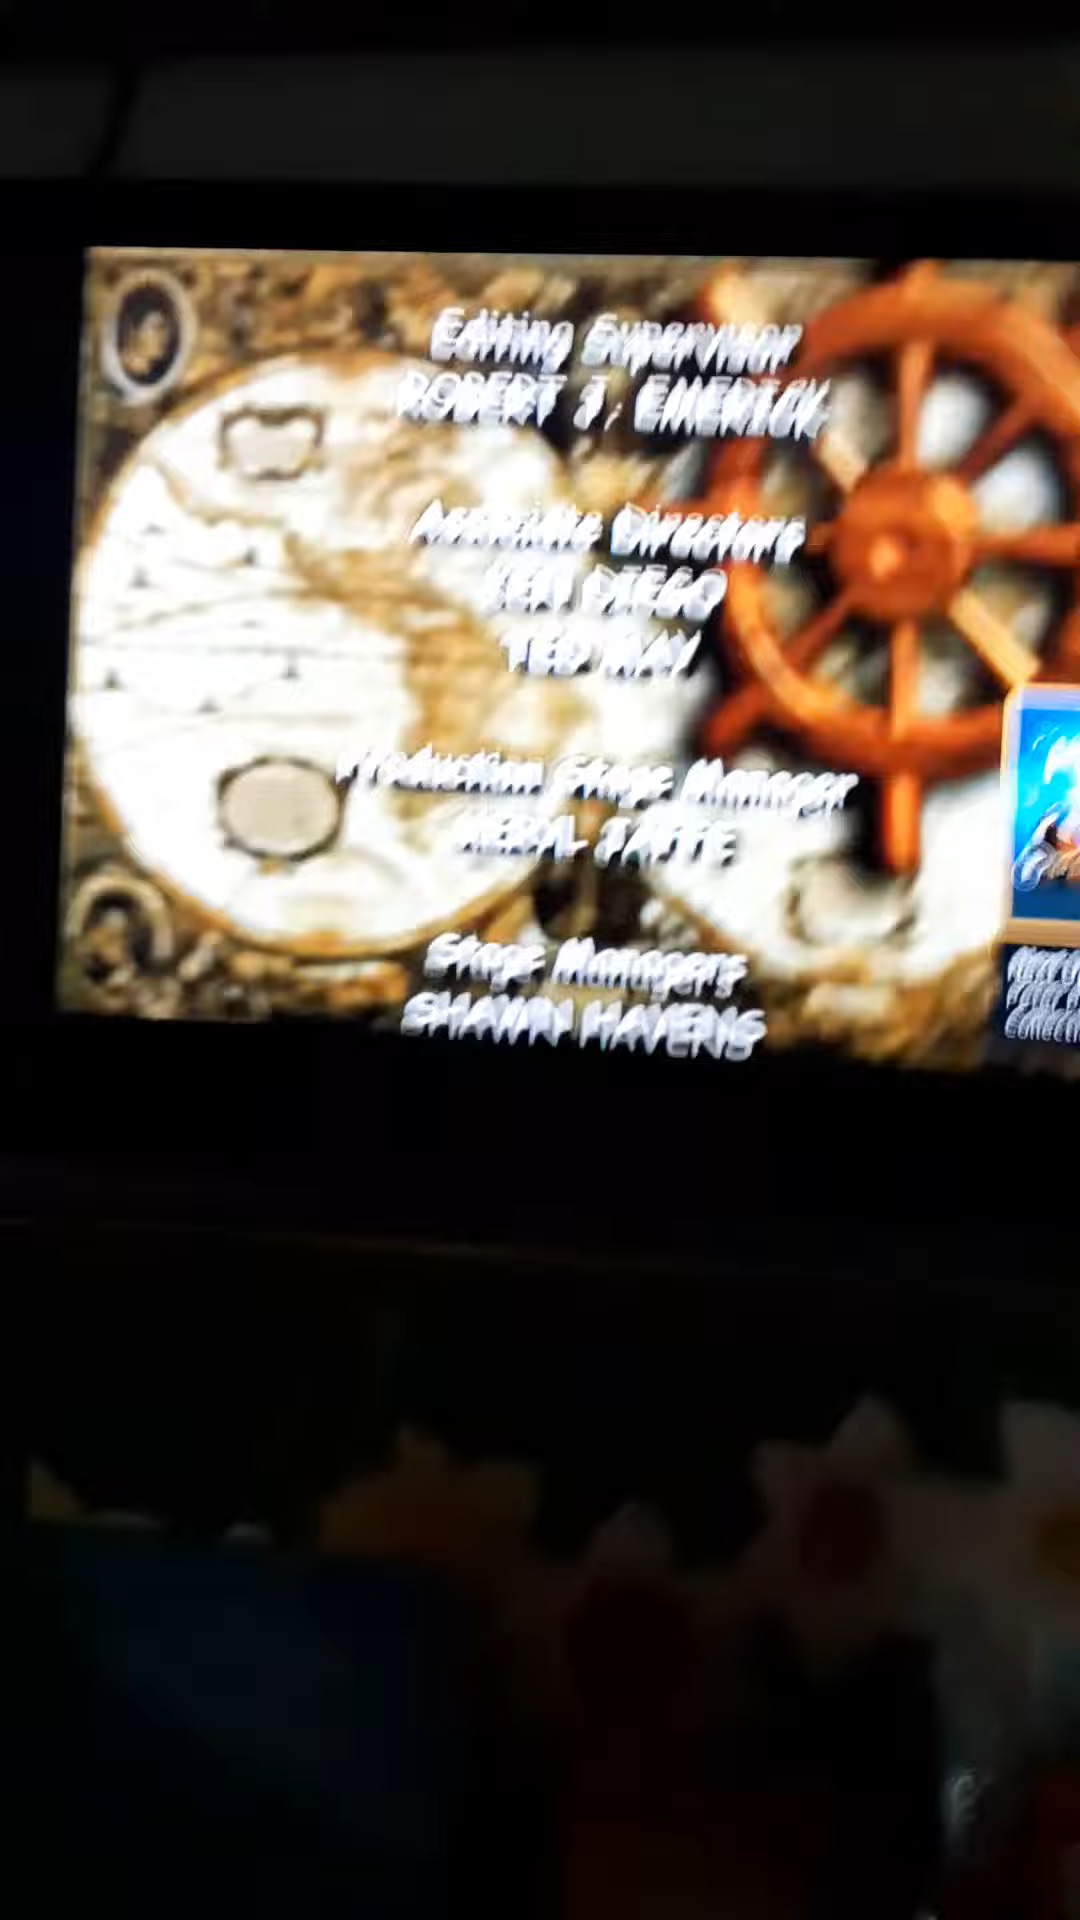 Editing Supervisor
ROBERT J. EMERICK
Associate Directors
KEN DIEGO
TED MAY
Production Stage Manager
Stage Managers
SHAWN HAVENS